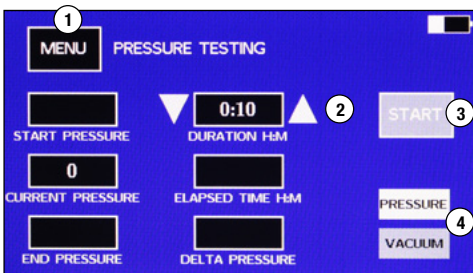 1
MENU PRESSURE TESTING
0:10 2 START 3
START PRESSURE DURATION H:M
0
CURRENT PRESSURE ELAPSED TIME H:M
PRESSURE
4
VACUUM
END PRESSURE DELTA PRESSURE